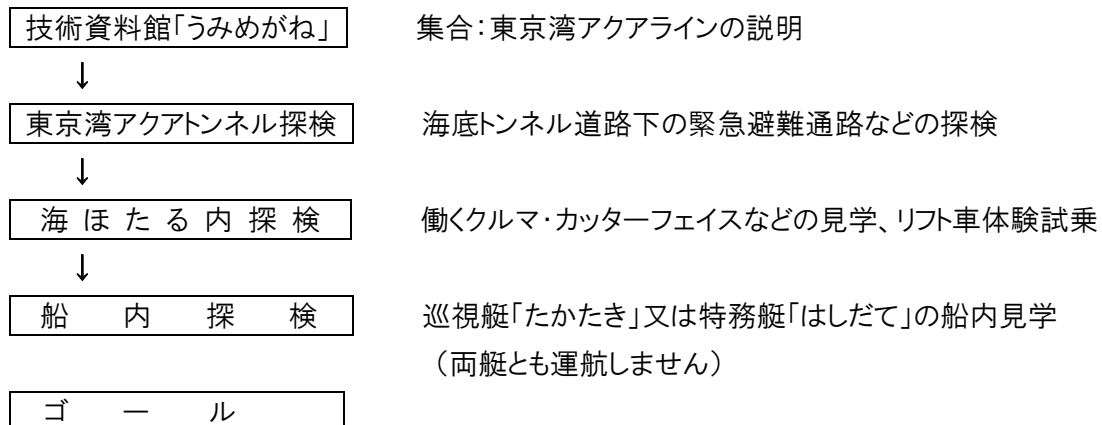 技術資料館「うみめがね」 集合：東京湾アクアラインの説明
↓
東京湾アクアトンネル探検 海底トンネル道路下の緊急避難通路などの探検
↓
海ほたる内探検 働くクルマ・カッターフェイスなどの見学、リフト車体験試乗
↓
船内探検 巡視艇「たかたき」又は特務艇「はしだて」の船内見学
（両艇とも運航しません）
ゴール